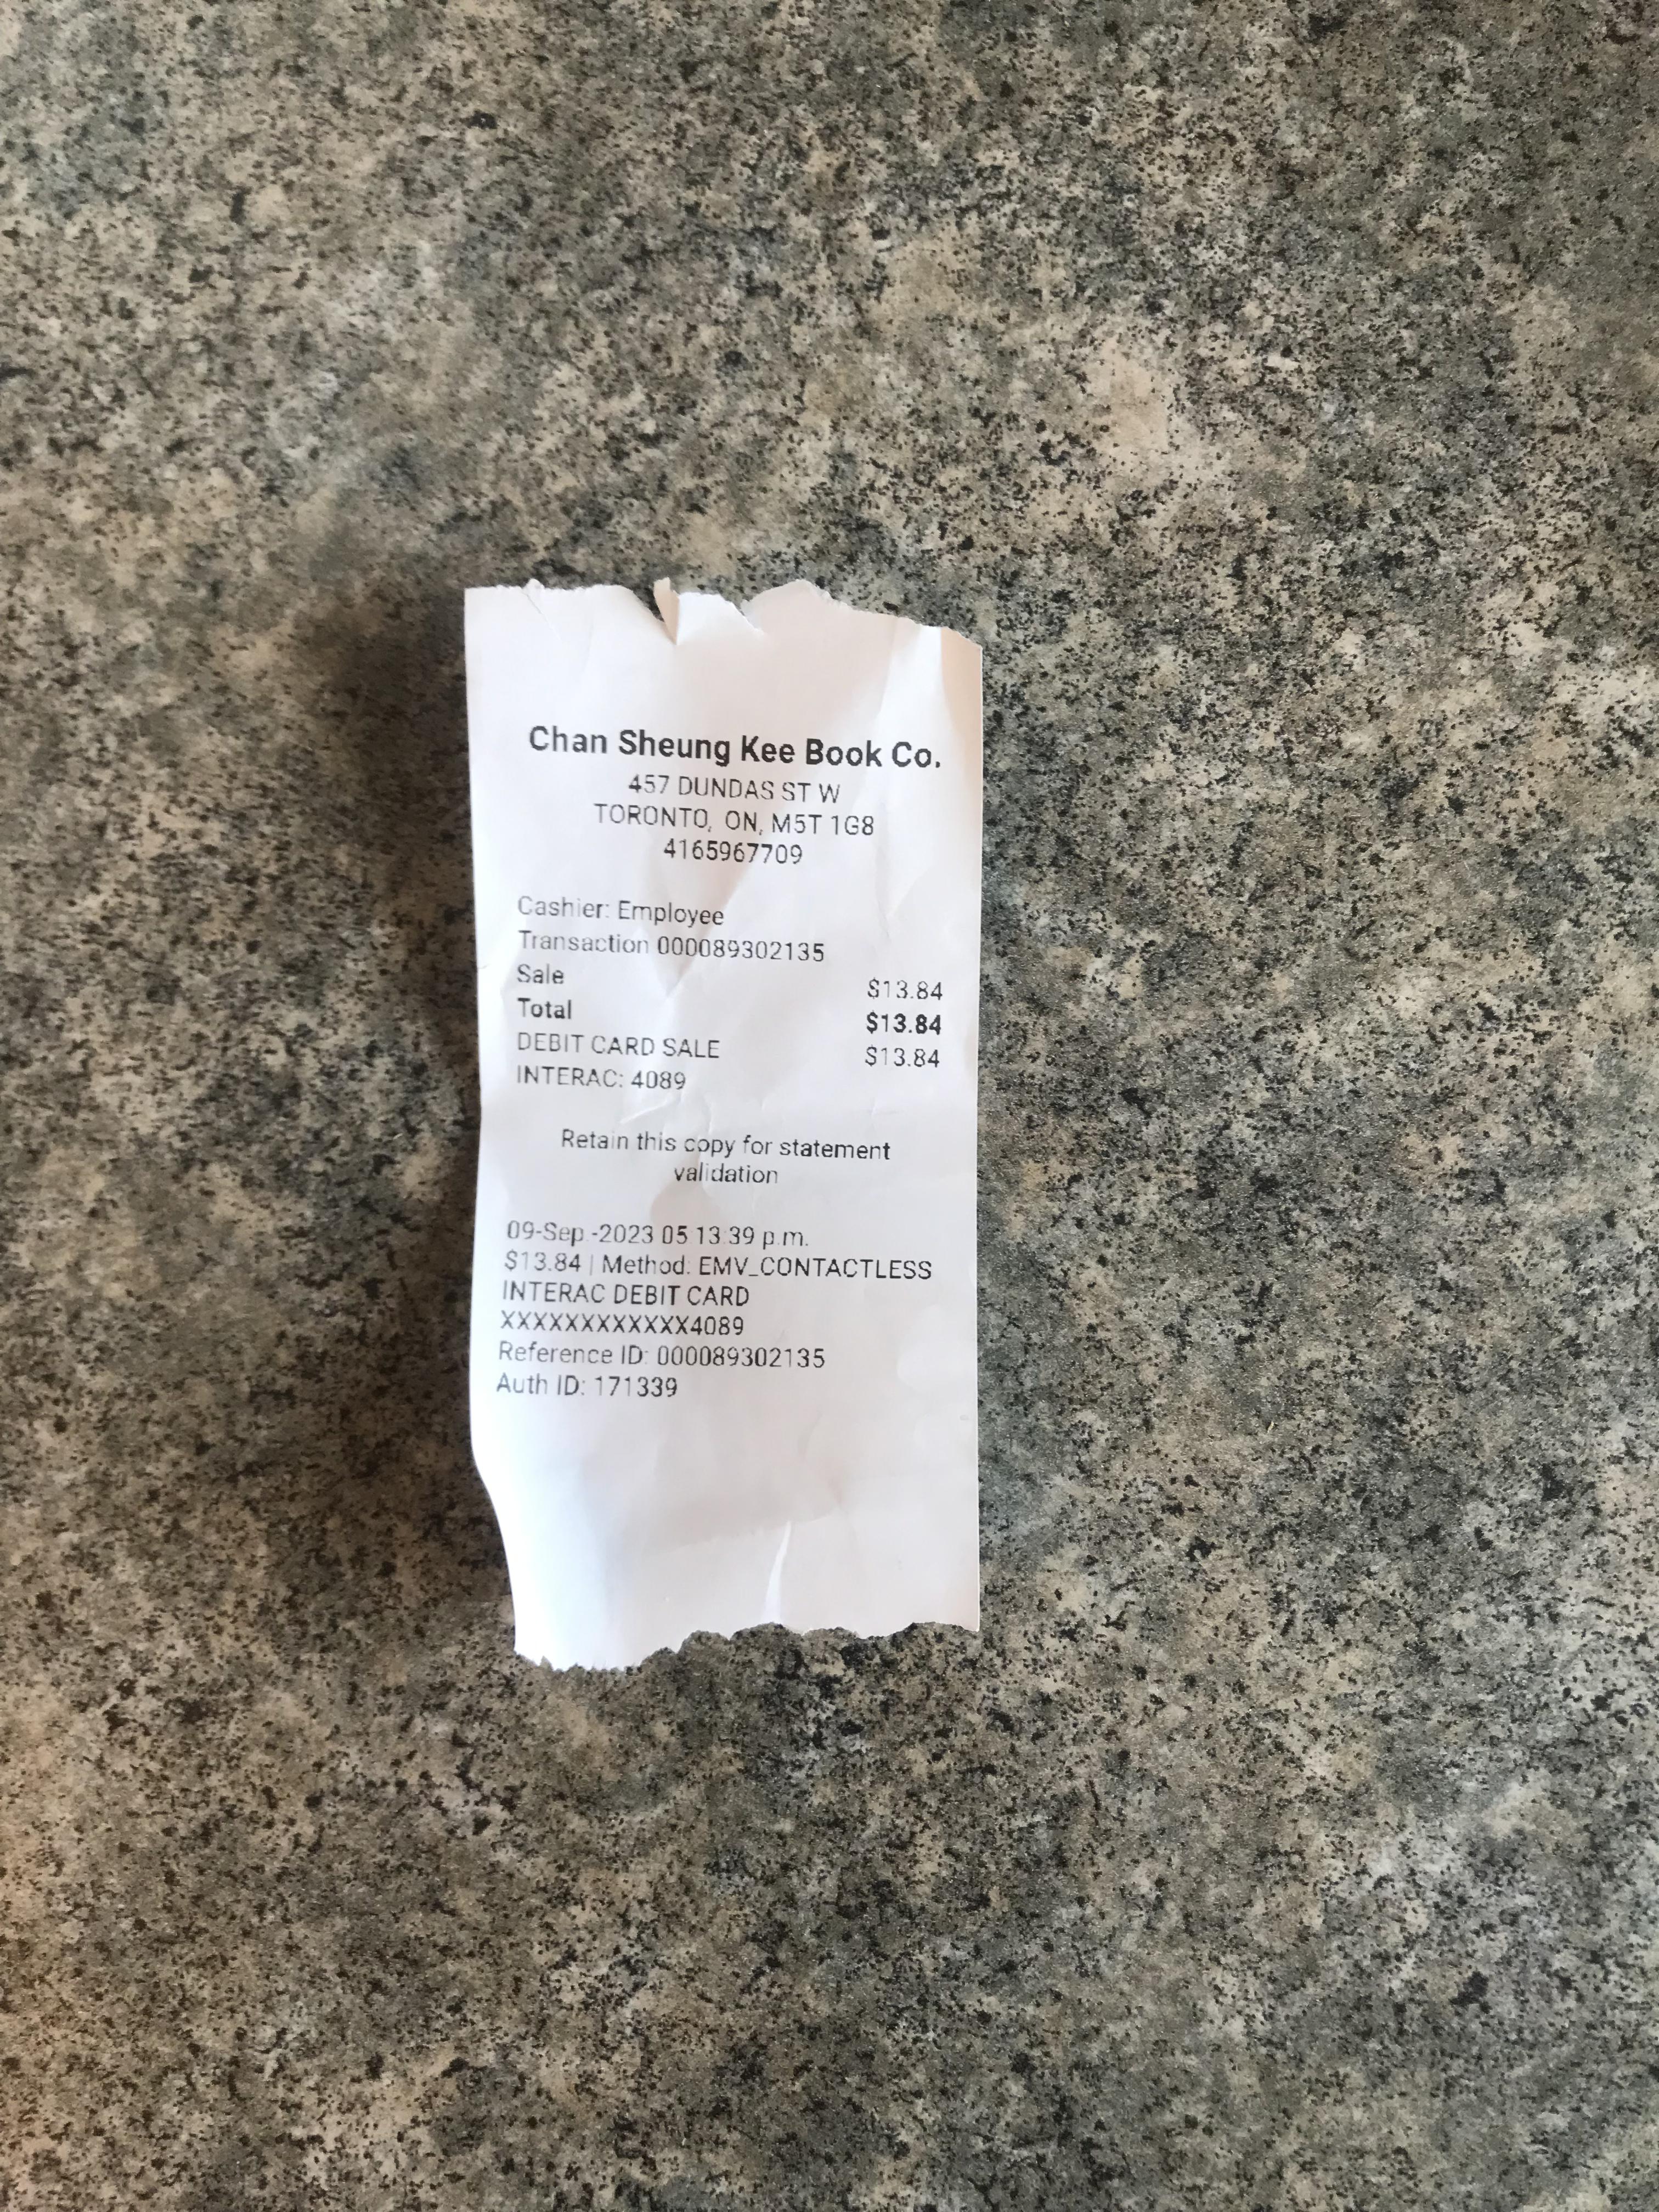 Chan Sheung Kee Book Co.
457 DUNDAS ST W
TORONTO, ON, M5T 1G8
4165967709
Cashier: Employee
Transaction 000089302135
Sale $13.84
Total $13.84
DEBIT CARD SALE $13.84
INTERAC: 4089
Retain this copy for statement
validation
09-Sep.-2023 05:13:39 p.m.
$13.84 | Method: EMV_CONTACTLESS
INTERAC DEBIT CARD
XXXXXXXXXXXX4089
Reference ID: 000089302135
Auth ID: 171339